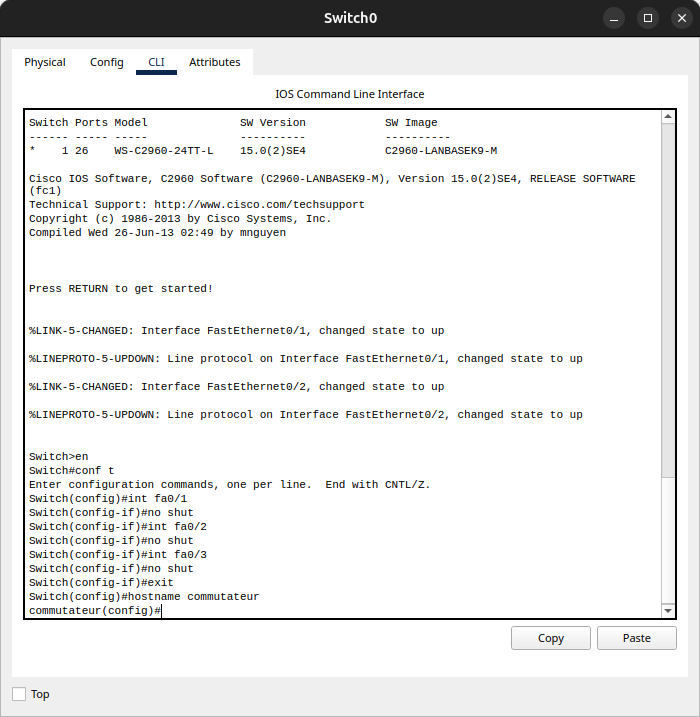 Switch0
Physical Config CLI Attributes
IOS Command Line Interface
Switch Ports Model              SW Version            SW Image
------ ----- -----              ----------            ----------
*    1 26    WS-C2960-24TT-L    15.0(2)SE4            C2960-LANBASEK9-M
Cisco IOS Software, C2960 Software (C2960-LANBASEK9-M), Version 15.0(2)SE4, RELEASE SOFTWARE
(fc1)
Technical Support: http://www.cisco.com/techsupport
Copyright (c) 1986-2013 by Cisco Systems, Inc.
Compiled Wed 26-Jun-13 02:49 by mnguyen
Press RETURN to get started!
%LINK-5-CHANGED: Interface FastEthernet0/1, changed state to up
%LINEPROTO-5-UPDOWN: Line protocol on Interface FastEthernet0/1, changed state to up
%LINK-5-CHANGED: Interface FastEthernet0/2, changed state to up
%LINEPROTO-5-UPDOWN: Line protocol on Interface FastEthernet0/2, changed state to up
Switch>en
Switch#conf t
Enter configuration commands, one per line.  End with CNTL/Z.
Switch(config)#int fa0/1
Switch(config-if)#no shut
Switch(config-if)#int fa0/2
Switch(config-if)#no shut
Switch(config-if)#int fa0/3
Switch(config-if)#no shut
Switch(config-if)#exit
Switch(config)#hostname commutateur
commutateur(config)#
Copy Paste
Top